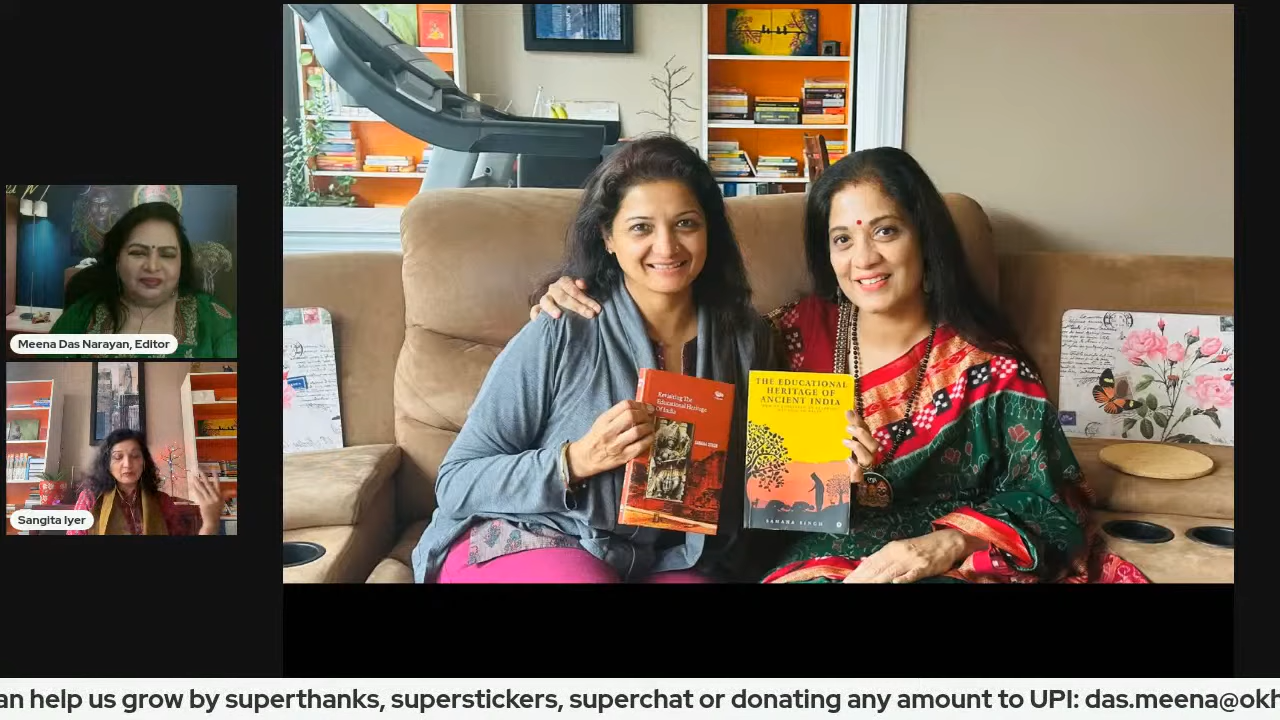 Meena Das Narayan, Editor
Sangita Iyer
Revisiting The
Educational Heritage
Of India
SAHANA SINGH
THE EDUCATIONAL
HERITAGE OF
ANCIENT INDIA
SAHANA SINGH
an help us grow by superthanks, superstickers, superchat or donating any amount to UPI: das.meena@okh